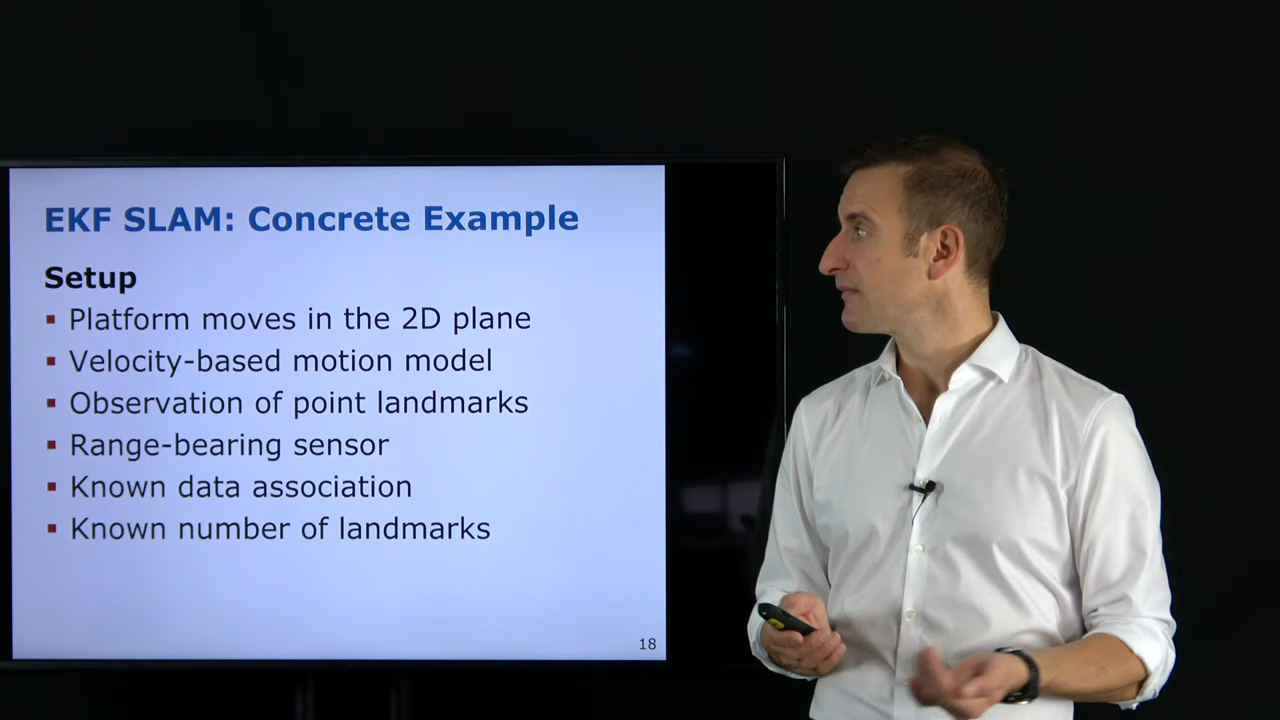 EKF SLAM: Concrete Example
Setup
▪ Platform moves in the 2D plane
▪ Velocity-based motion model
▪ Observation of point landmarks
▪ Range-bearing sensor
▪ Known data association
▪ Known number of landmarks
18